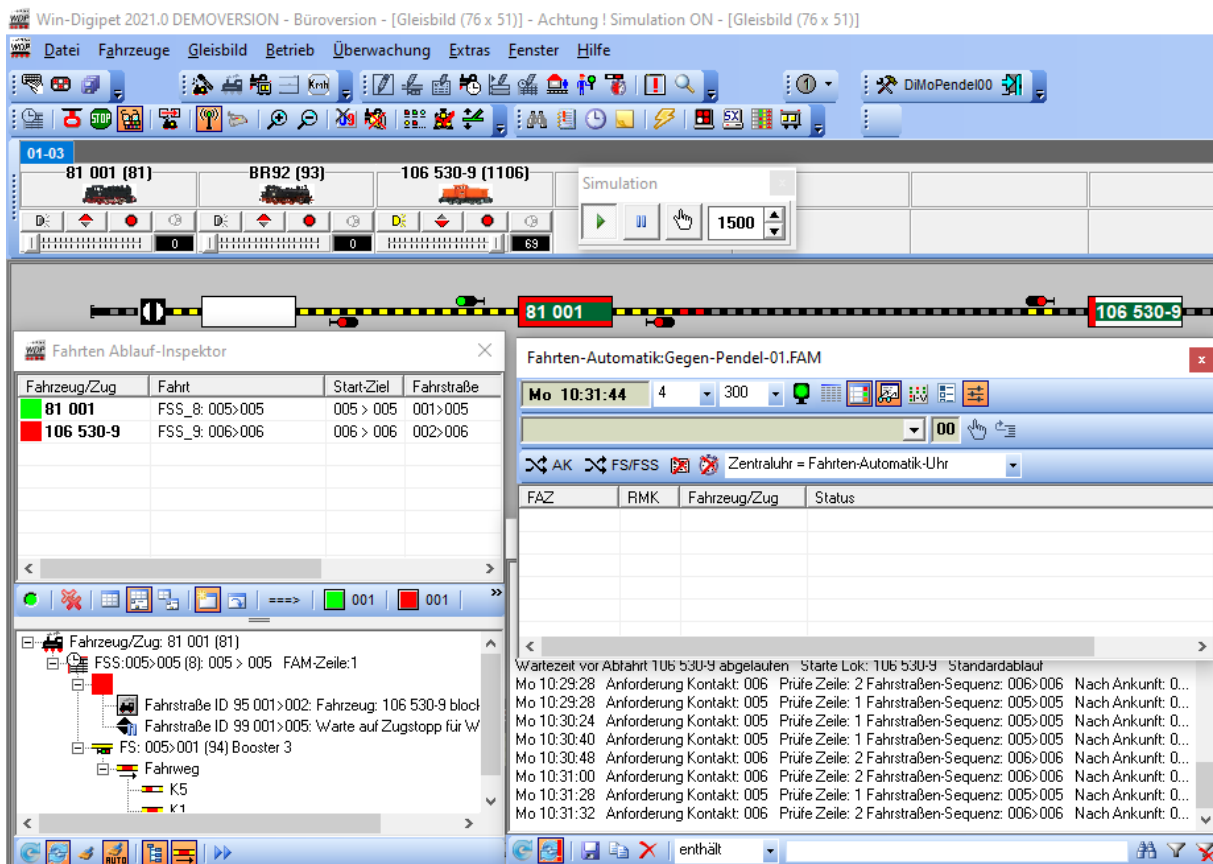 Win-Digipet 2021.0 DEMOVERSION - Büroversion - [Gleisbild (76 x 51)] - Achtung ! Simulation ON - [Gleisbild (76 x 51)]
Datei Fahrzeuge Gleisbild Betrieb Überwachung Extras Fenster Hilfe
Kmh 1 DiMoPendel00
STOP
01-03
81 001 (81) BR92 (93) 106 530-9 (1106)
Simulation
1500
0 0 69
81 001 106 530-9
Fahrten Ablauf-Inspektor
Fahrzeug/Zug Fahrt Start-Ziel Fahrstraße
81 001 FSS_8: 005>005 005 > 005 001>005
106 530-9 FSS_9: 006>006 006 > 006 002>006
===> 001 001 »
Fahrzeug/Zug: 81 001 (81)
FSS:005>005 (8): 005 > 005 FAM-Zeile:1
Fahrstraße ID 95 001>002: Fahrzeug: 106 530-9 block
Fahrstraße ID 99 001>005: Warte auf Zugstopp für W
FS: 005>001 (94) Booster 3
Fahrweg
K5
K1
AUTO
Fahrten-Automatik:Gegen-Pendel-01.FAM
Mo 10:31:44 4 300
00
AK FS/FSS Zentraluhr = Fahrten-Automatik-Uhr
FAZ RMK Fahrzeug/Zug Status
Wartezeit vor Abfahrt 106 530-9 abgelaufen Starte Lok: 106 530-9 Standardablauf
Mo 10:29:28 Anforderung Kontakt: 006 Prüfe Zeile: 2 Fahrstraßen-Sequenz: 006>006 Nach Ankunft: 0...
Mo 10:29:28 Anforderung Kontakt: 005 Prüfe Zeile: 1 Fahrstraßen-Sequenz: 005>005 Nach Ankunft: 0...
Mo 10:30:24 Anforderung Kontakt: 005 Prüfe Zeile: 1 Fahrstraßen-Sequenz: 005>005 Nach Ankunft: 0...
Mo 10:30:40 Anforderung Kontakt: 005 Prüfe Zeile: 1 Fahrstraßen-Sequenz: 005>005 Nach Ankunft: 0...
Mo 10:30:48 Anforderung Kontakt: 006 Prüfe Zeile: 2 Fahrstraßen-Sequenz: 006>006 Nach Ankunft: 0...
Mo 10:31:00 Anforderung Kontakt: 006 Prüfe Zeile: 2 Fahrstraßen-Sequenz: 006>006 Nach Ankunft: 0...
Mo 10:31:28 Anforderung Kontakt: 005 Prüfe Zeile: 1 Fahrstraßen-Sequenz: 005>005 Nach Ankunft: 0...
Mo 10:31:32 Anforderung Kontakt: 006 Prüfe Zeile: 2 Fahrstraßen-Sequenz: 006>006 Nach Ankunft: 0...
enthält